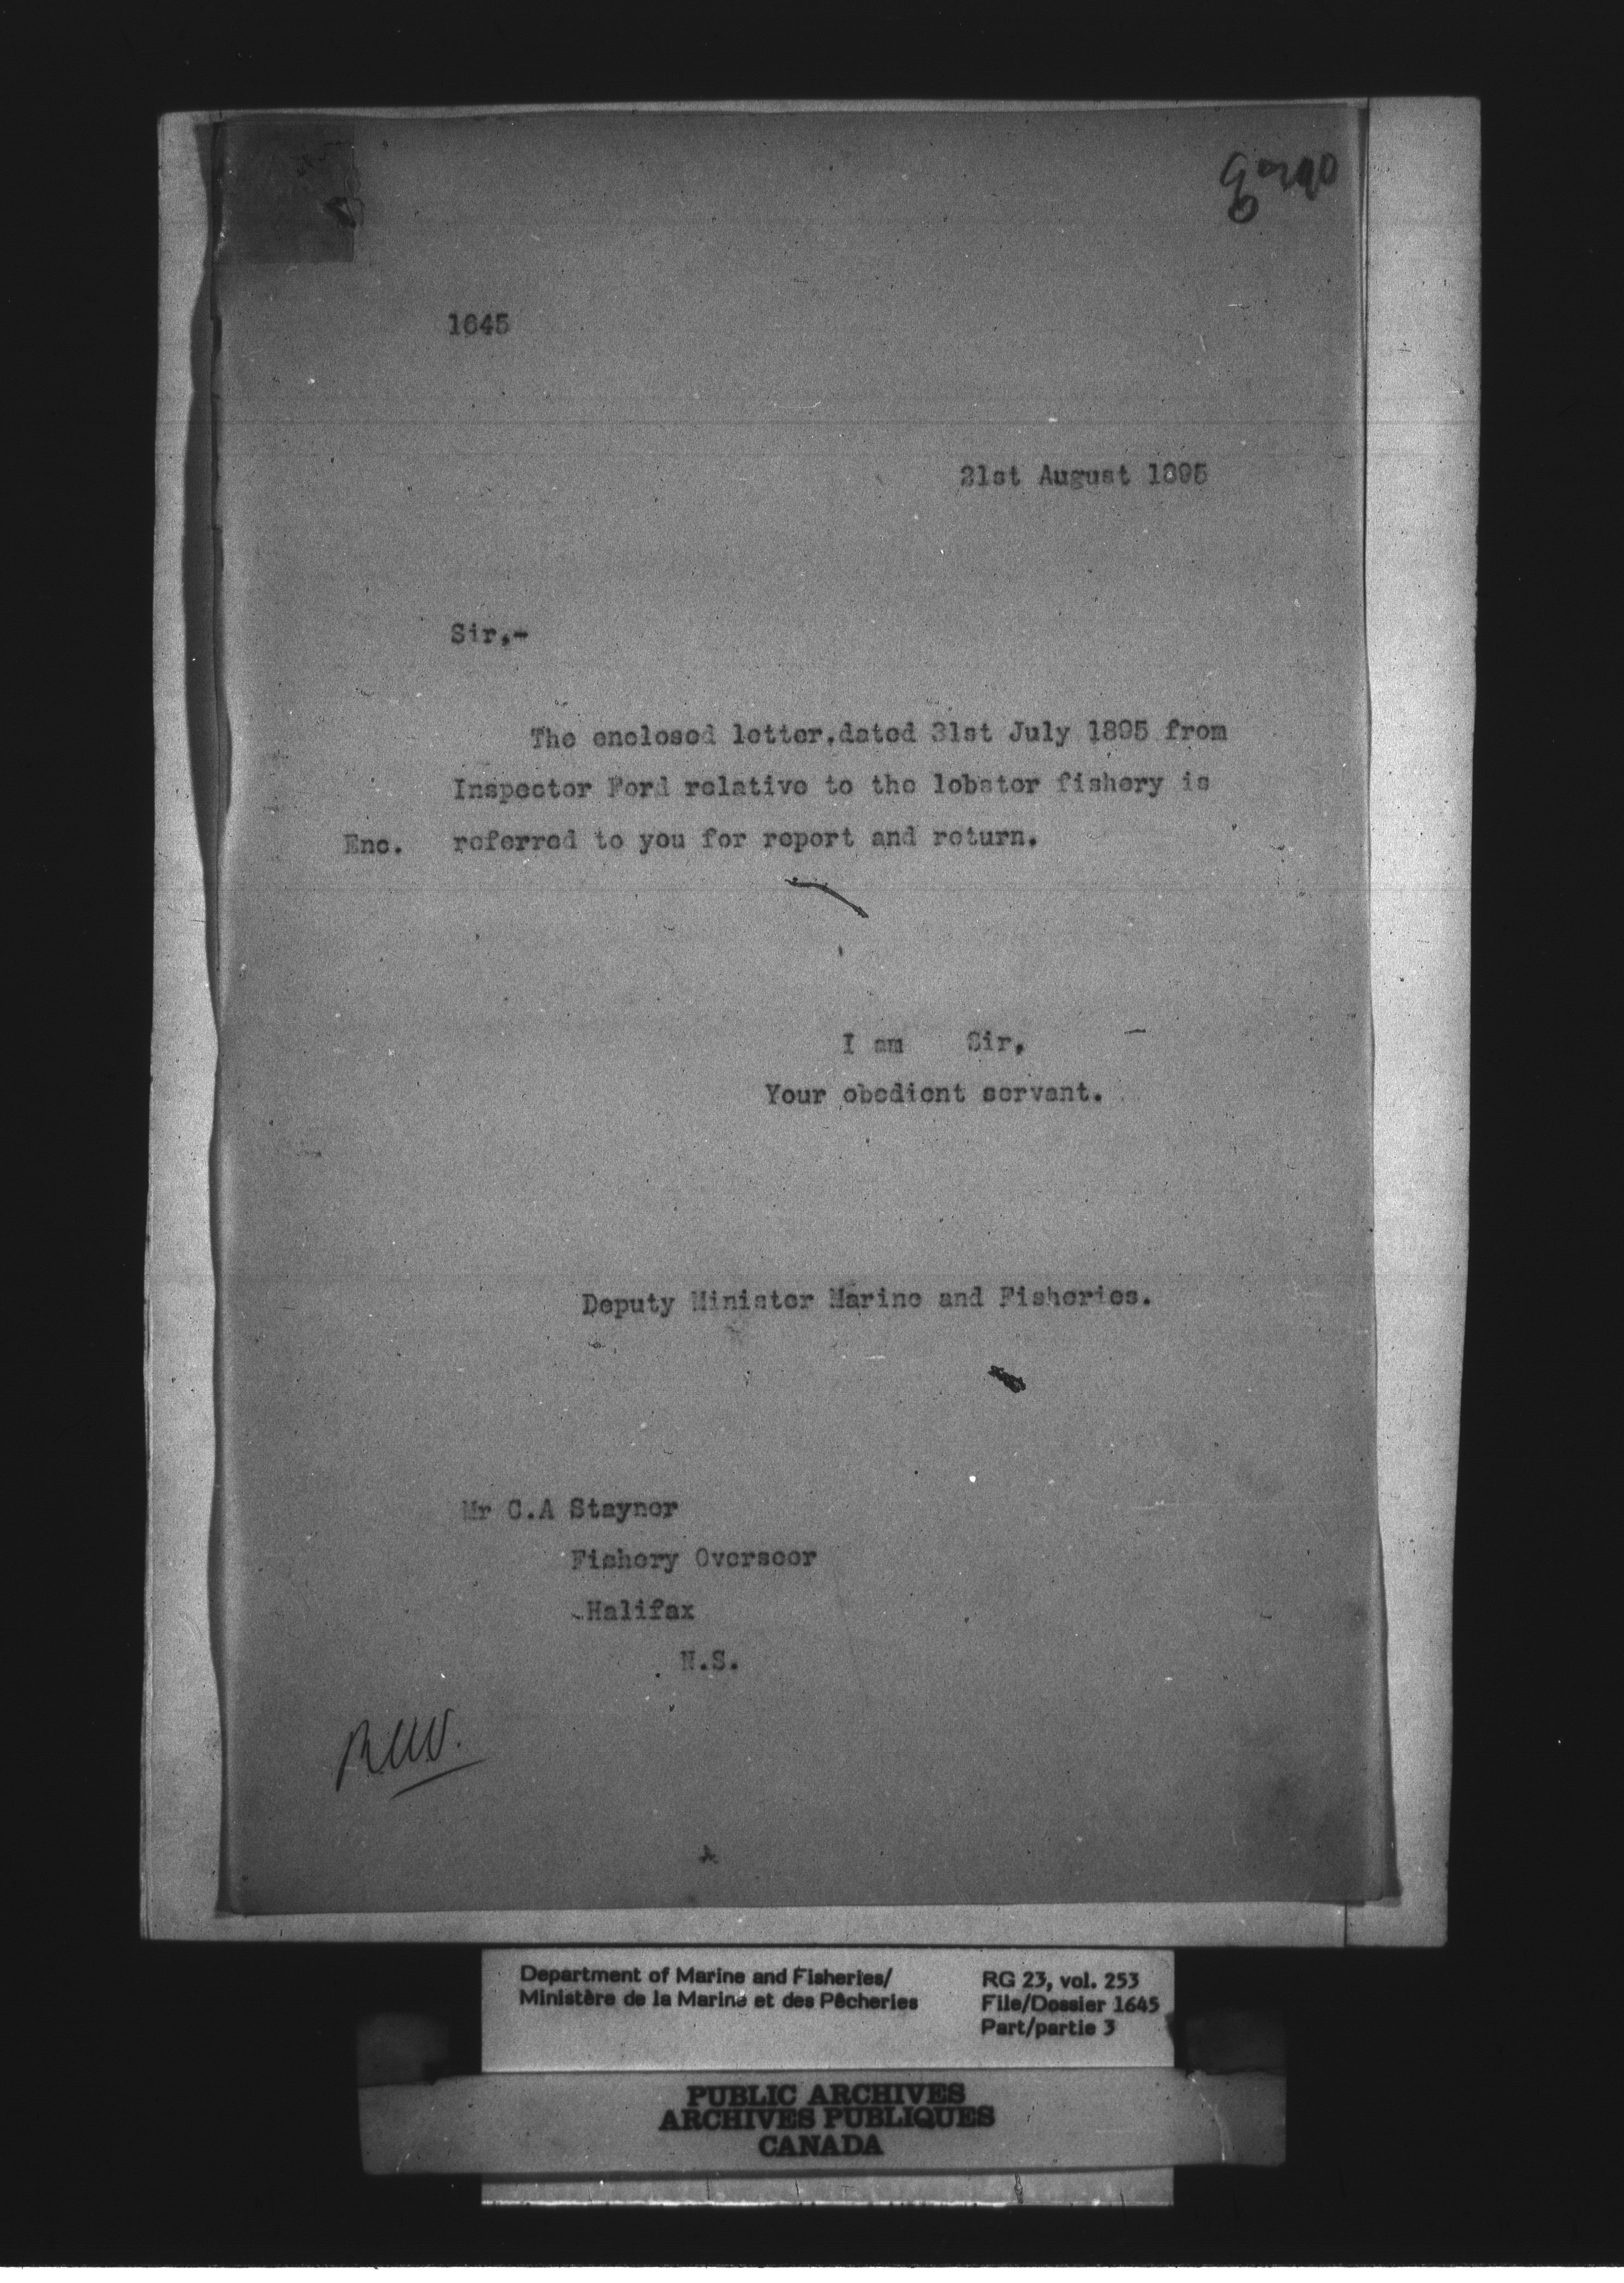 1645
21st August 1895
Sir,-
The enclosed letter,dated 31st July 1895 from
Inspector Ford relative to the lobster fishery is
Enc. referred to you for report and return.
I am Sir,
Your obedient servant.
Deputy Minister Marine and Fisheries.
Mr C.A Stayner
Fishery Overseer
Halifax
N.S.
Department of Marine and Fisheries/
Ministère de la Marine et des Pêcheries
RG 23, vol. 253
File/Dossier 1645
Part/partie 3
PUBLIC ARCHIVES
ARCHIVES PUBLIQUES
CANADA